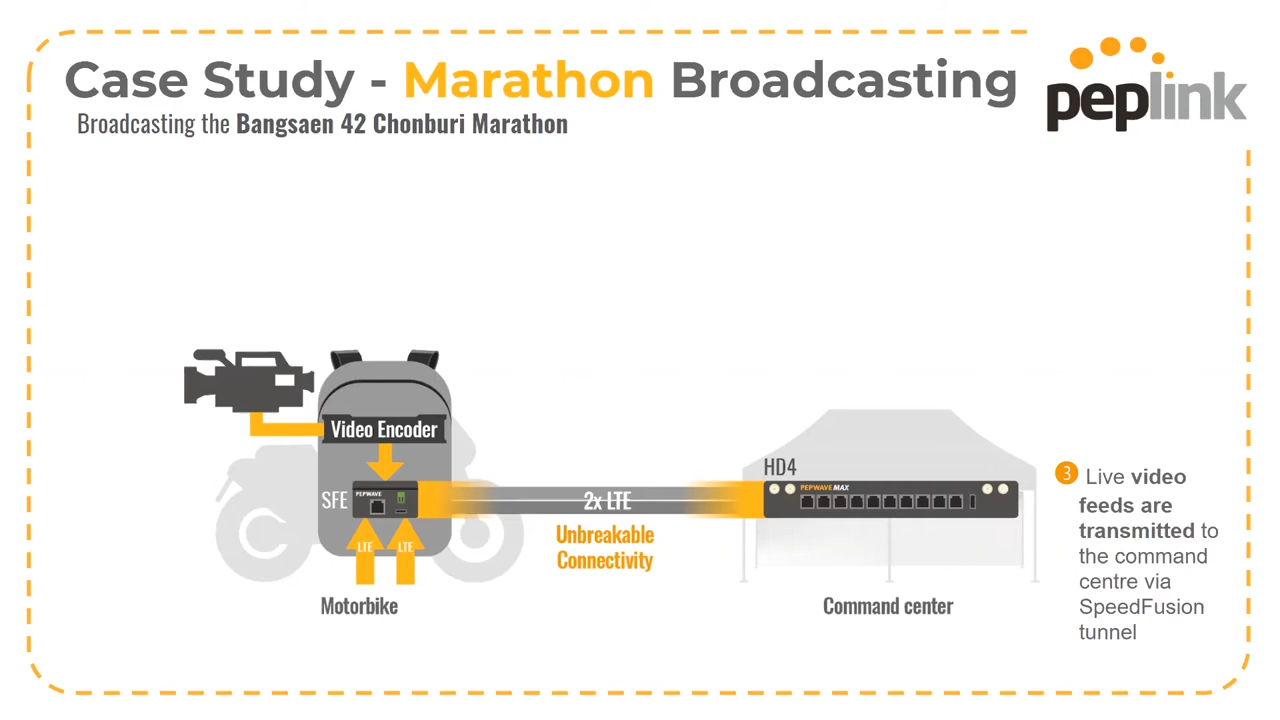 Case Study - Marathon Broadcasting
Broadcasting the Bangsaen 42 Chonburi Marathon
peplink
Video Encoder
SFE
PEPWAVE
LTE
LTE
2x LTE
Unbreakable
Connectivity
Motorbike
HD4
PEPWAVE MAX
Command center
3 Live video
feeds are
transmitted to
the command
centre via
SpeedFusion
tunnel